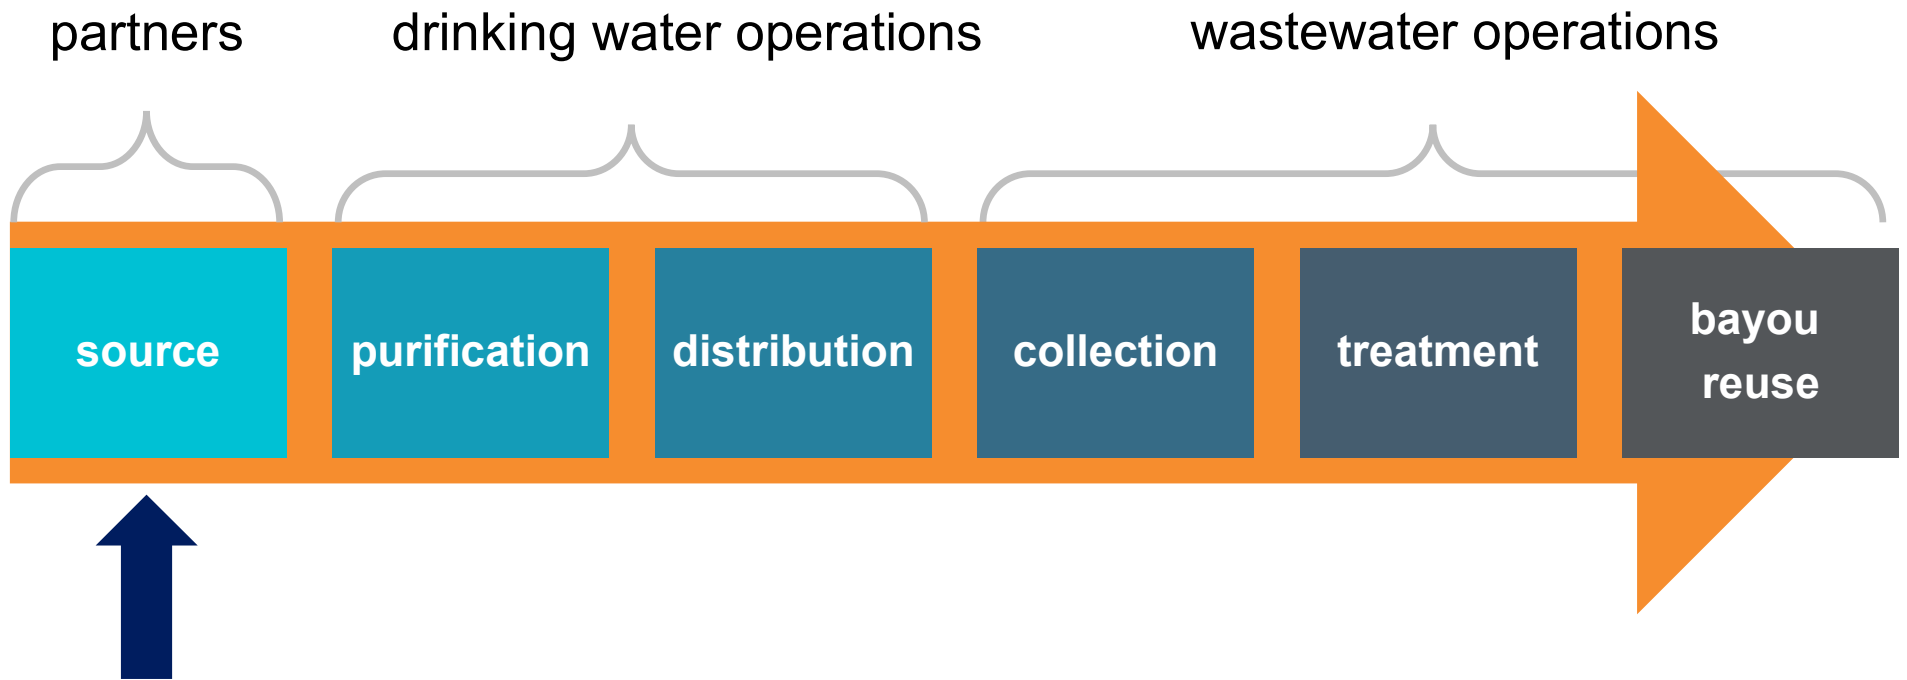 partners
drinking water operations
wastewater operations
source
purification
distribution
collection
treatment
bayou
reuse